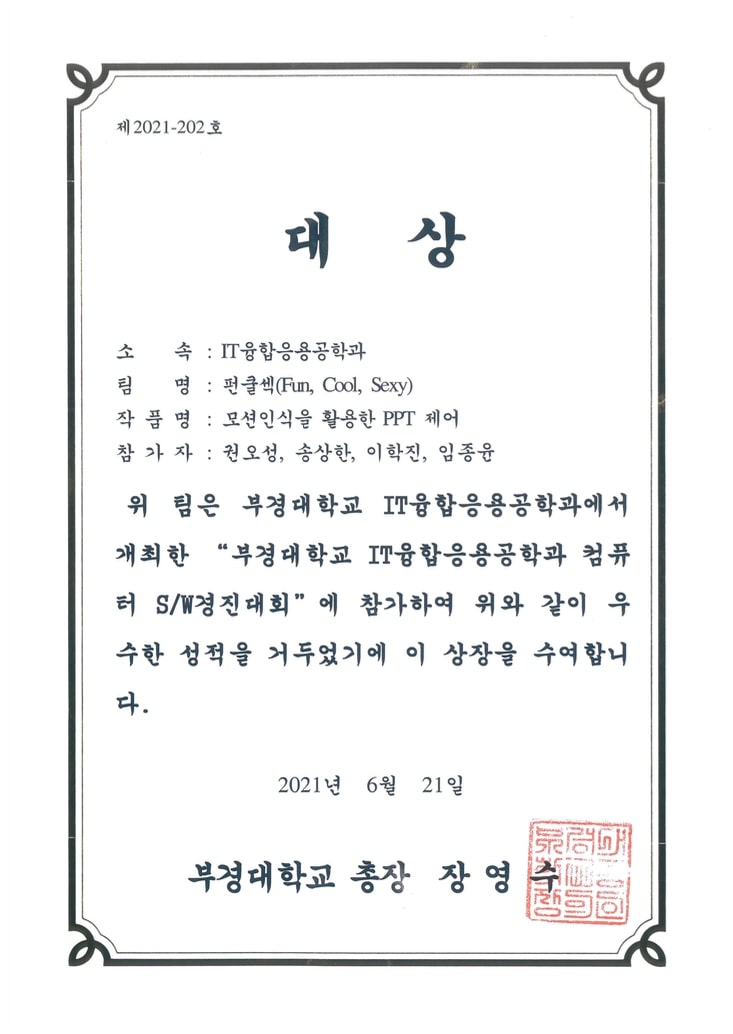 제2021-202호
대 상
소 속 : IT융합응용공학과
팀 명 : 펀쿨섹(Fun, Cool, Sexy)
작 품 명 : 모션인식을 활용한 PPT 제어
참 가 자 : 권오성, 송상한, 이학진, 임종윤
위 팀은 부경대학교 IT융합응용공학과에서
개최한 “부경대학교 IT융합응용공학과 컴퓨
터 S/W경진대회”에 참가하여 위와 같이 우
수한 성적을 거두었기에 이 상장을 수여합니
다.
2021년 6월 21일
부경대학교 총장 장 영 수